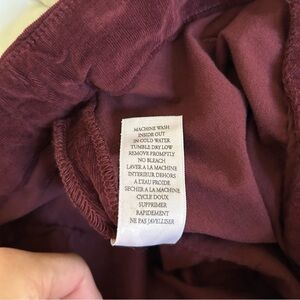 MACHINE WASH
INSIDE OUT
IN COLD WATER
TUMBLE DRY LOW
REMOVE PROMPTLY
NO BLEACH
LAVER A LA MACHINE
INTERIEUR DEHORS
A L'EAU FROIDE
SECHER A LA MACHINE
CYCLE DOUX
SUPPRIMER
RAPIDEMENT
NE PAS JAVELLISER